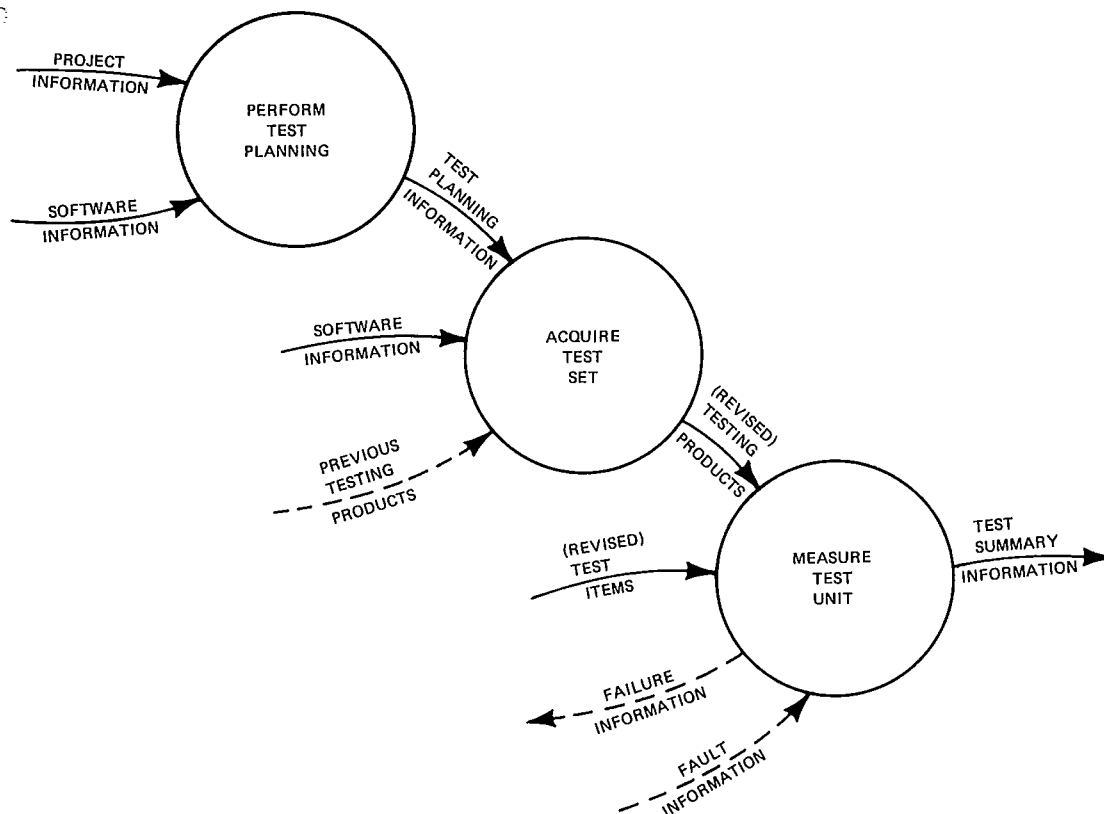 PROJECT
INFORMATION
SOFTWARE
INFORMATION
PERFORM
TEST
PLANNING
TEST
PLANNING
INFORMATION
SOFTWARE
INFORMATION
PREVIOUS
TESTING
PRODUCTS
ACQUIRE
TEST
SET
(REVISED)
TESTING
PRODUCTS
(REVISED)
TEST
ITEMS
MEASURE
TEST
UNIT
TEST
SUMMARY
INFORMATION
FAILURE
INFORMATION
FAULT
INFORMATION